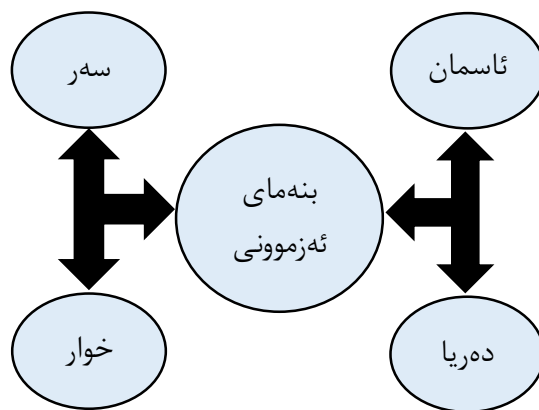 ئاسمان
سەر
بنەمای
ئەزموونی
دەریا
خوار